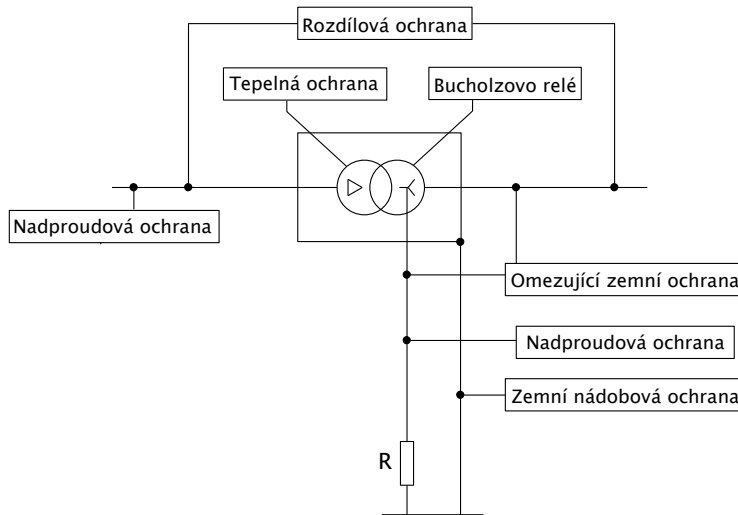 Rozdílová ochrana
Tepelná ochrana
Bucholzovo relé
Nadproudová ochrana
Omezující zemní ochrana
Nadproudová ochrana
Zemní nádobová ochrana
R